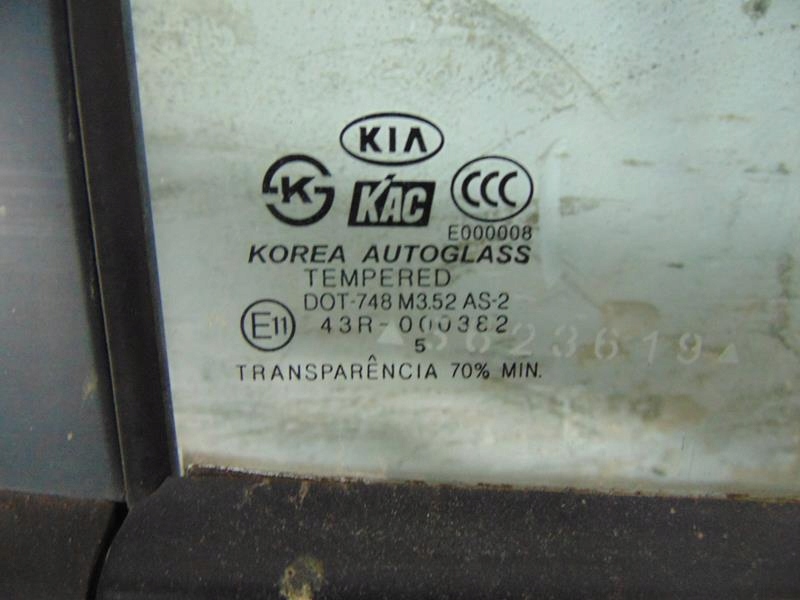 KIA
KS KAC CCC
E000008
KOREA AUTOGLASS
TEMPERED
DOT-748 M3.52 AS-2
E11 43R-000382
5
TRANSPARÊNCIA 70% MIN.